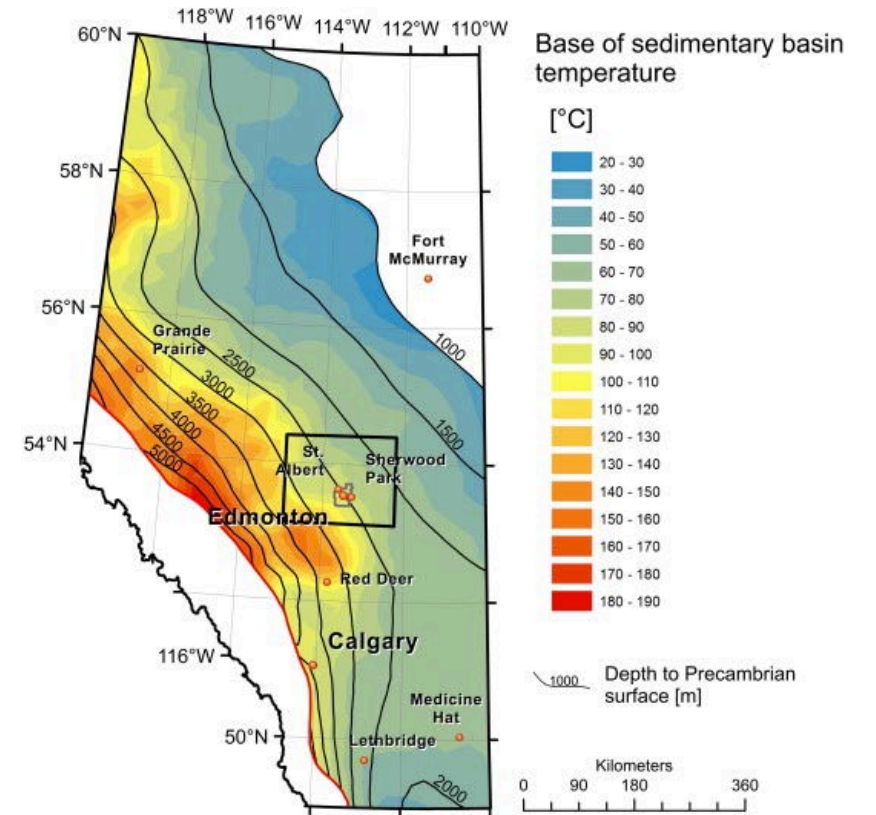 118°W 116°W 114°W 112°W 110°W
60°N
58°N
56°N
54°N
116°W
50°N
Fort
McMurray
Grande
Prairie
1000
2500
3000
3500
4000
4500
5000
1500
St.
Albert
Sherwood
Park
Edmonton
Red Deer
Calgary
Medicine
Hat
Lethbridge
2000
Base of sedimentary basin
temperature
[°C]
20 - 30
30 - 40
40 - 50
50 - 60
60 - 70
70 - 80
80 - 90
90 - 100
100 - 110
110 - 120
120 - 130
130 - 140
140 - 150
150 - 160
160 - 170
170 - 180
180 - 190
1000
Depth to Precambrian
surface [m]
Kilometers
0 90 180 360